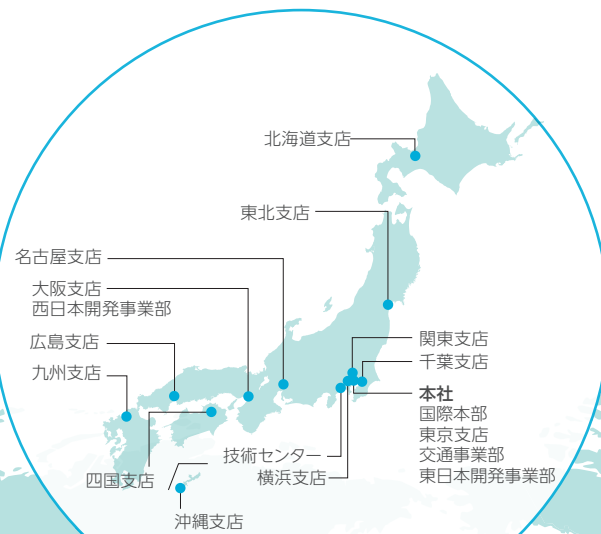 北海道支店
東北支店
名古屋支店
大阪支店
西日本開発事業部
広島支店
九州支店
関東支店
千葉支店
本社
国際本部
東京支店
交通事業部
東日本開発事業部
技術センター
横浜支店
四国支店
沖縄支店